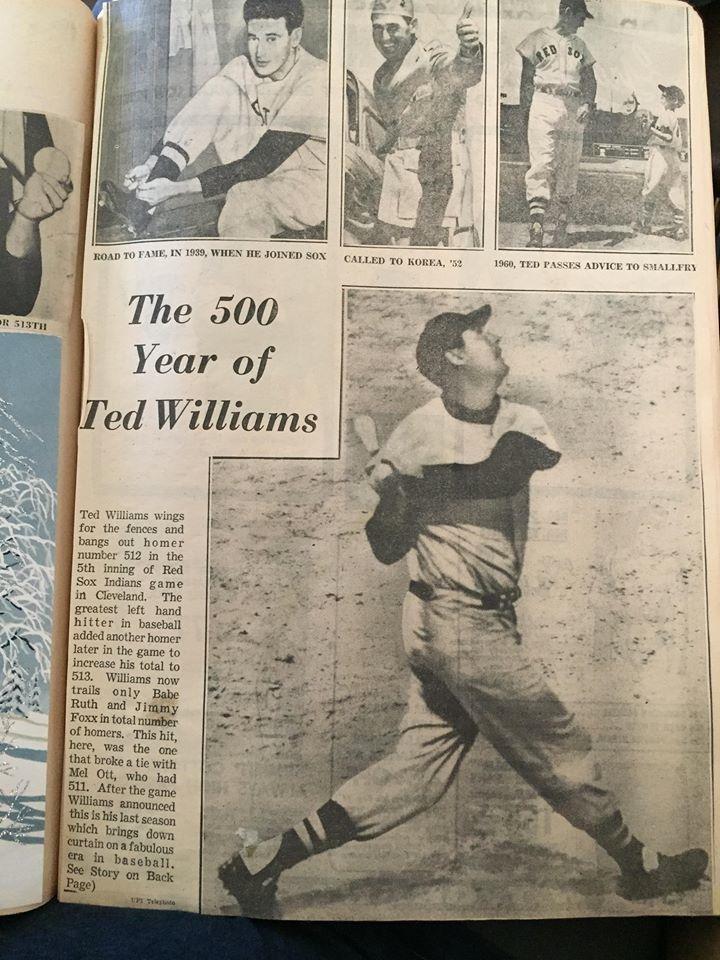 RED SO
ROAD TO FAME, IN 1939, WHEN HE JOINED SOX
CALLED TO KOREA, '52
1960, TED PASSES ADVICE TO SMALLFRY
R 513TH
The 500
Year of
Ted Williams
Ted Williams wings
for the fences and
bangs out homer
number 512 in the
5th inning of Red
Sox Indians game
in Cleveland. The
greatest left hand
hitter in baseball
added another homer
later in the game to
increase his total to
513. Williams now
trails only Babe
Ruth and Jimmy
Foxx in total number
of homers. This hit,
here, was the one
that broke a tie with
Mel Ott, who had
511. After the game
Williams announced
this is his last season
which brings down
curtain on a fabulous
era in baseball.
See Story on Back
Page)
UPI Telephoto